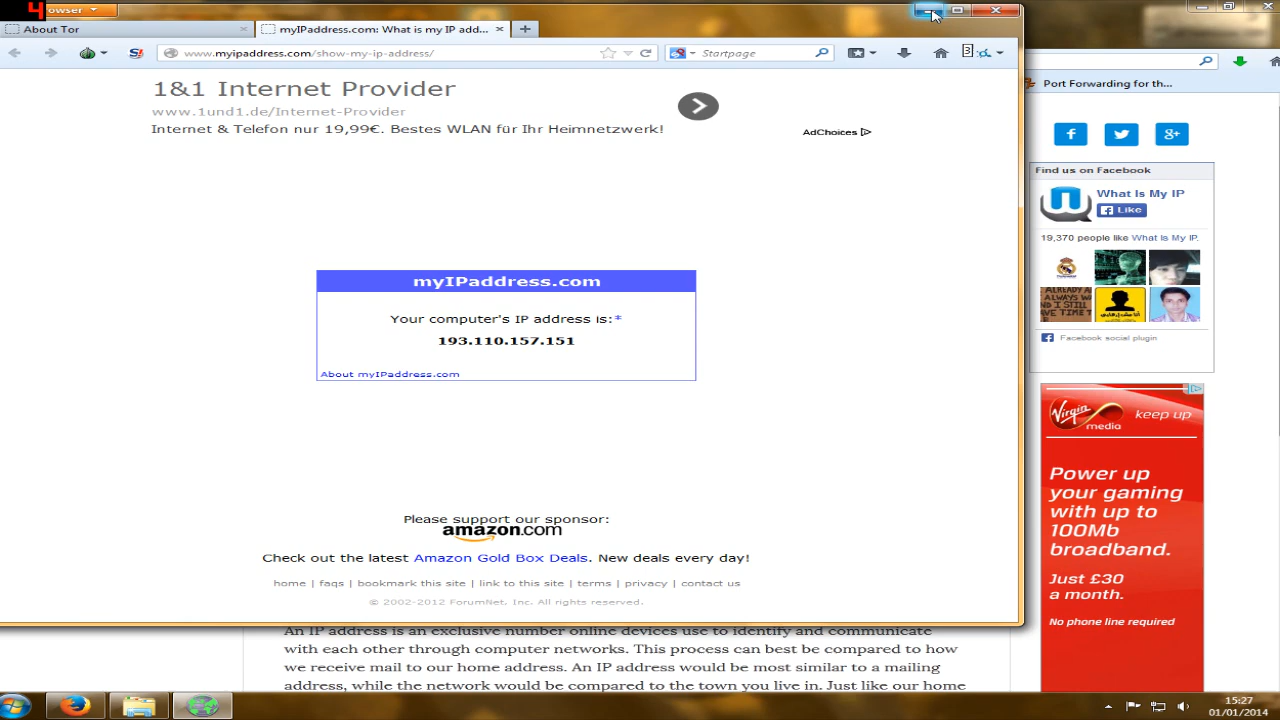 4
owser
About Tor
myIPaddress.com: What is my IP add...
www.myipaddress.com/show-my-ip-address/
Startpage
3
Port Forwarding for th...
1&1 Internet Provider
www.1und1.de/Internet-Provider
Internet & Telefon nur 19,99€. Bestes WLAN für Ihr Heimnetzwerk!
AdChoices
Find us on Facebook
What Is My IP
Like
19,370 people like What Is My IP.
Facebook social plugin
myIPaddress.com
Your computer's IP address is:*
193.110.157.151
About myIPaddress.com
Please support our sponsor:
amazon.com
Check out the latest Amazon Gold Box Deals. New deals every day!
home | faqs | bookmark this site | link to this site | terms | privacy | contact us
© 2002-2012 ForumNet, Inc. All rights reserved.
Virgin media keep up
Power up
your gaming
with up to
100Mb
broadband.
Just £30
a month.
No phone line required
An IP address is an exclusive number online devices use to identify and communicate
with each other through computer networks. This process can best be compared to how
we receive mail to our home address. An IP address would be most similar to a mailing
address, while the network would be compared to the town you live in. Just like our home
15:27
01/01/2014